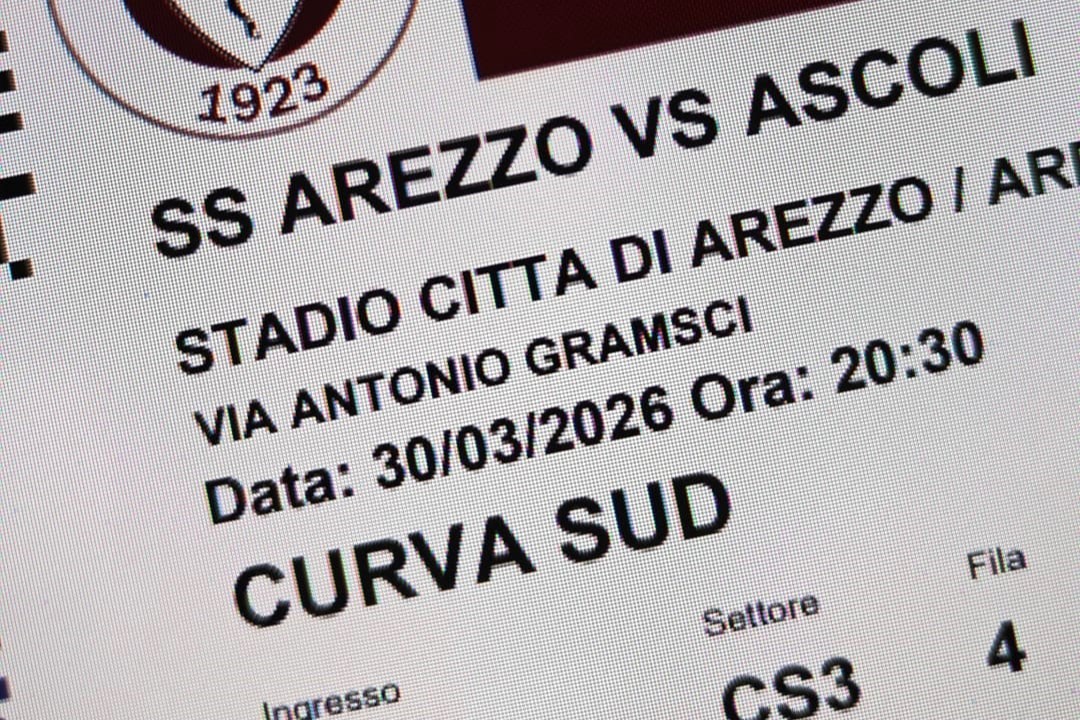 1923
SS AREZZO VS ASCOLI
STADIO CITTA DI AREZZO /
VIA ANTONIO GRAMSCI
Data: 30/03/2026 Ora: 20:30
CURVA SUD
Settore Fila
CS3 4
Ingresso